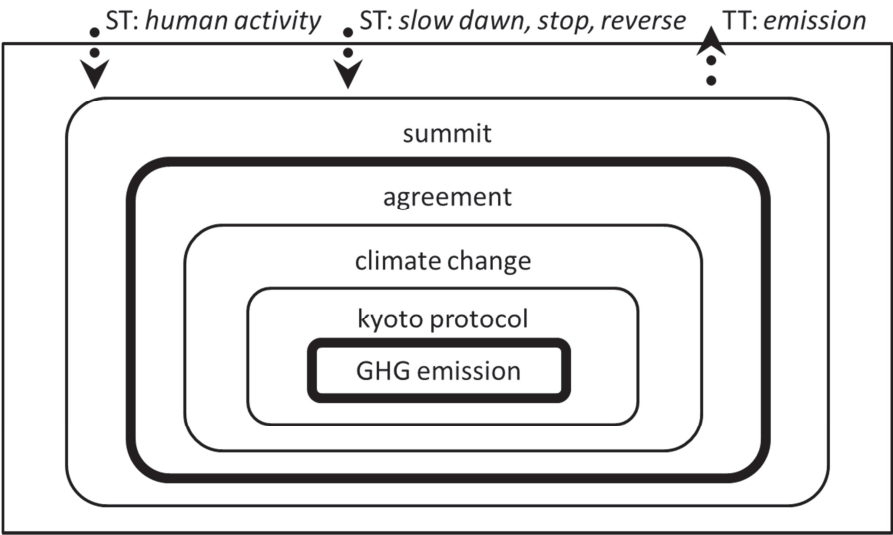 ST: human activity ST: slow dawn, stop, reverse TT: emission
summit
agreement
climate change
kyoto protocol
GHG emission